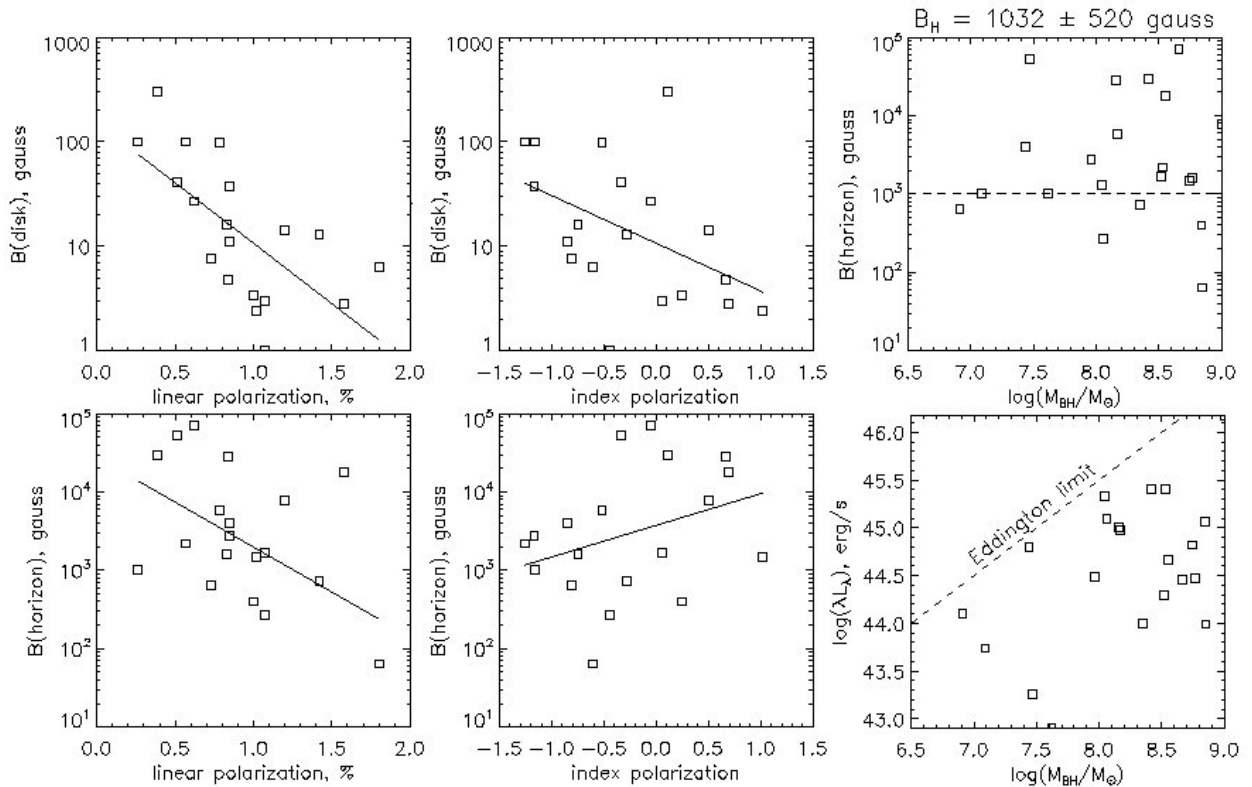 B_H = 1032 ± 520 gauss
1000
100
10
1
B(disk), gauss
0.0 0.5 1.0 1.5 2.0
linear polarization, %
1000
100
10
1
B(disk), gauss
−1.5 −1.0 −0.5 0.0 0.5 1.0 1.5
index polarization
10^5
10^4
10^3
10^2
10^1
B(horizon), gauss
6.5 7.0 7.5 8.0 8.5 9.0
log(M_BH/M_⊙)
10^5
10^4
10^3
10^2
10^1
B(horizon), gauss
0.0 0.5 1.0 1.5 2.0
linear polarization, %
10^5
10^4
10^3
10^2
10^1
B(horizon), gauss
−1.5 −1.0 −0.5 0.0 0.5 1.0 1.5
index polarization
46.0
45.5
45.0
44.5
44.0
43.5
43.0
log(λL_λ), erg/s
Eddington limit
6.5 7.0 7.5 8.0 8.5 9.0
log(M_BH/M_⊙)